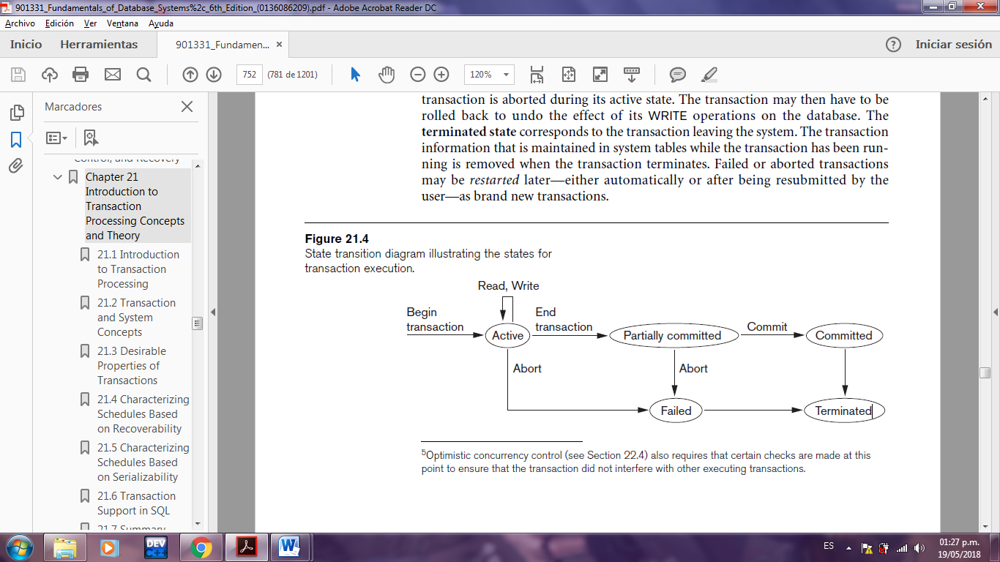 901331_Fundamentals_of_Database_Systems%2c_6th_Edition_(0136086209).pdf - Adobe Acrobat Reader DC
Archivo Edición Ver Ventana Ayuda
Inicio Herramientas 901331_Fundamen... × Iniciar sesión
752 (781 de 1201) 120%
Marcadores
Control, and Recovery
Chapter 21
Introduction to
Transaction
Processing Concepts
and Theory
21.1 Introduction
to Transaction
Processing
21.2 Transaction
and System
Concepts
21.3 Desirable
Properties of
Transactions
21.4 Characterizing
Schedules Based
on Recoverability
21.5 Characterizing
Schedules Based
on Serializability
21.6 Transaction
Support in SQL
21.7 Summary
transaction is aborted during its active state. The transaction may then have to be
rolled back to undo the effect of its WRITE operations on the database. The
terminated state corresponds to the transaction leaving the system. The transaction
information that is maintained in system tables while the transaction has been run-
ning is removed when the transaction terminates. Failed or aborted transactions
may be restarted later—either automatically or after being resubmitted by the
user—as brand new transactions.
Figure 21.4
State transition diagram illustrating the states for
transaction execution.
Read, Write
Begin
transaction
End
transaction
Active
Partially committed
Commit
Committed
Abort
Abort
Failed
Terminated
5Optimistic concurrency control (see Section 22.4) also requires that certain checks are made at this
point to ensure that the transaction did not interfere with other executing transactions.
DEV
C++
ES
01:27 p.m.
19/05/2018